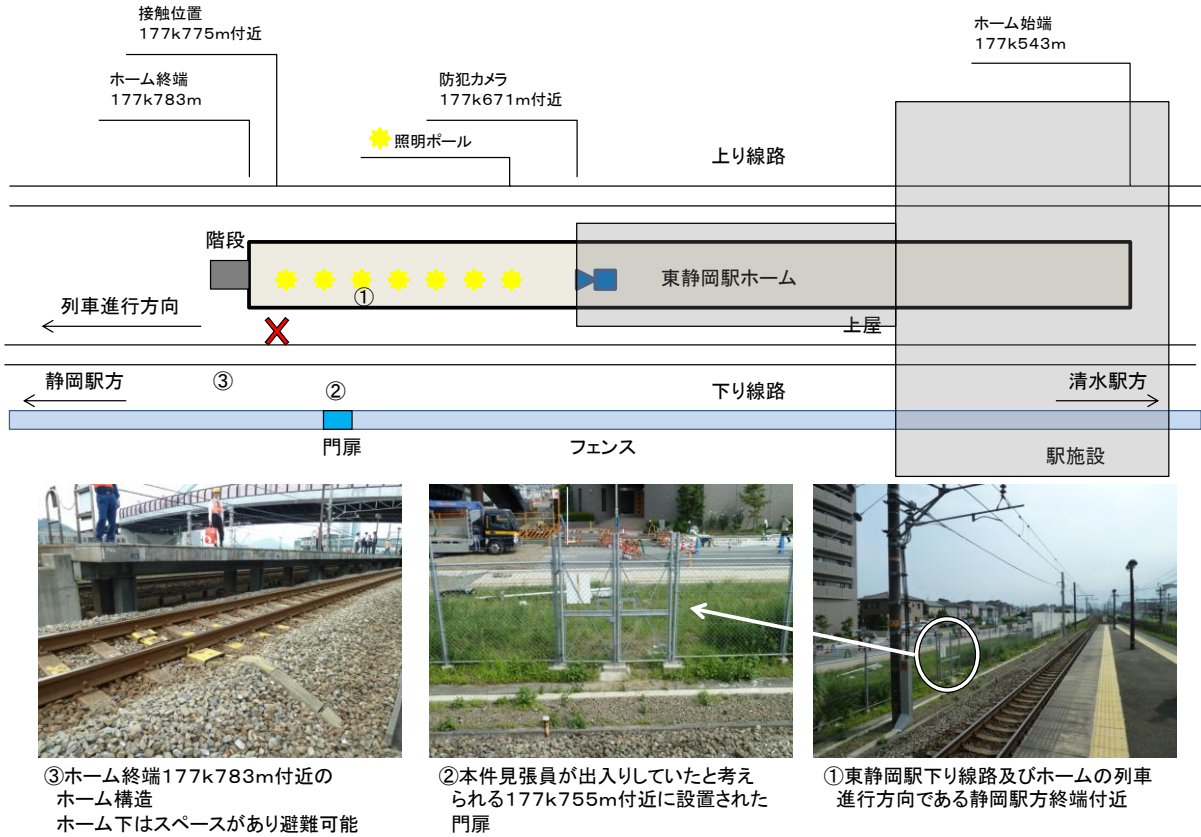 接触位置
177k775m付近
ホーム始端
177k543m
ホーム終端
177k783m
防犯カメラ
177k671m付近
照明ポール
上り線路
階段
東静岡駅ホーム
①
列車進行方向
上屋
静岡駅方
③
②
下り線路
清水駅方
門扉
フェンス
駅施設
③ホーム終端177k783m付近の
ホーム構造
ホーム下はスペースがあり避難可能
②本件見張員が出入りしていたと考え
られる177k755m付近に設置された
門扉
①東静岡駅下り線路及びホームの列車
進行方向である静岡駅方終端付近